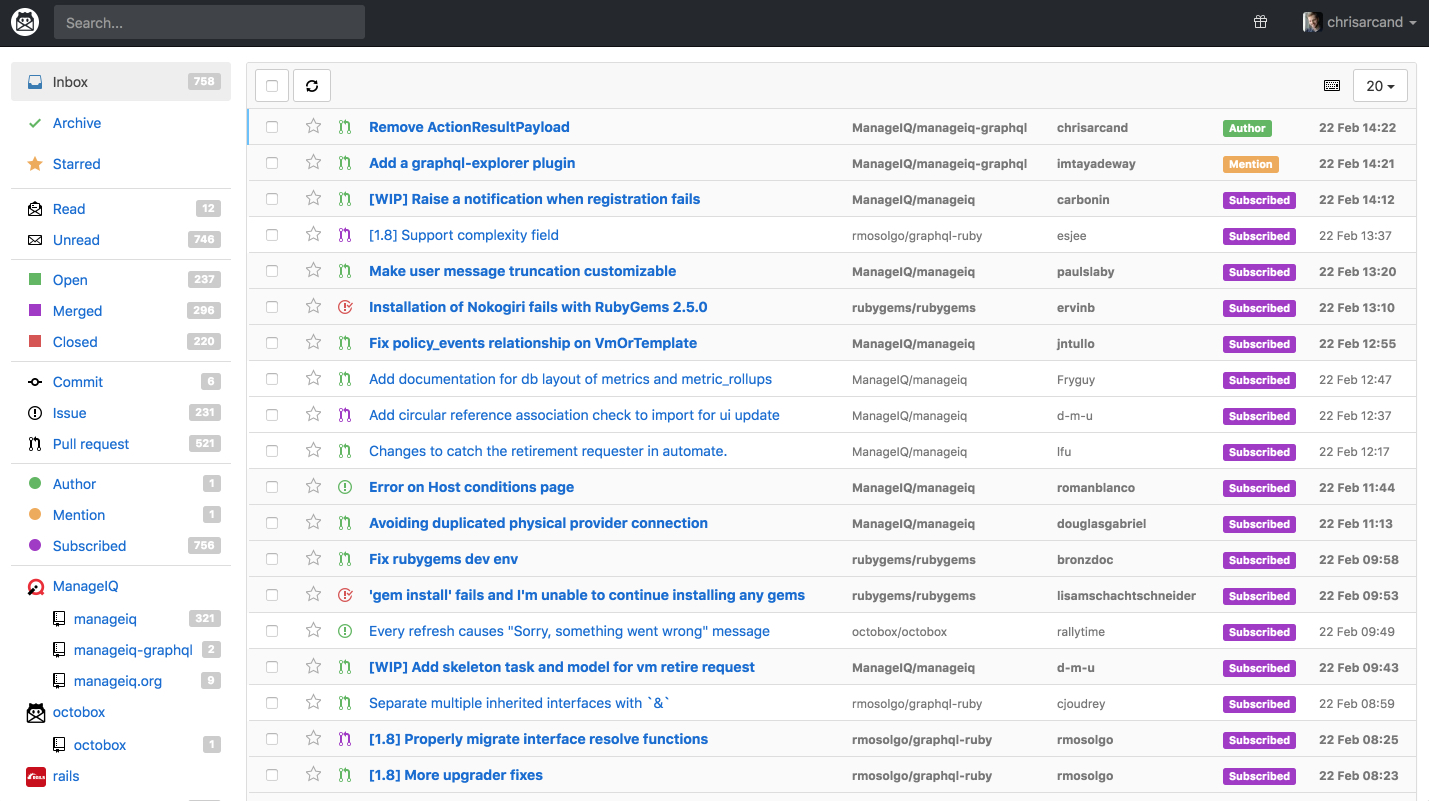 Search...
chrisarcand
Inbox 758
Archive
Starred
Read 12
Unread 746
Open 237
Merged 296
Closed 220
Commit 6
Issue 231
Pull request 521
Author 1
Mention 1
Subscribed 756
ManageIQ
manageiq 321
manageiq-graphql 2
manageiq.org 9
octobox
octobox 1
rails
20
Remove ActionResultPayload ManageIQ/manageiq-graphql chrisarcand Author 22 Feb 14:22
Add a graphql-explorer plugin ManageIQ/manageiq-graphql imtayadeway Mention 22 Feb 14:21
[WIP] Raise a notification when registration fails ManageIQ/manageiq carbonin Subscribed 22 Feb 14:12
[1.8] Support complexity field rmosolgo/graphql-ruby esjee Subscribed 22 Feb 13:37
Make user message truncation customizable ManageIQ/manageiq paulslaby Subscribed 22 Feb 13:20
Installation of Nokogiri fails with RubyGems 2.5.0 rubygems/rubygems ervinb Subscribed 22 Feb 13:10
Fix policy_events relationship on VmOrTemplate ManageIQ/manageiq jntullo Subscribed 22 Feb 12:55
Add documentation for db layout of metrics and metric_rollups ManageIQ/manageiq Fryguy Subscribed 22 Feb 12:47
Add circular reference association check to import for ui update ManageIQ/manageiq d-m-u Subscribed 22 Feb 12:37
Changes to catch the retirement requester in automate. ManageIQ/manageiq lfu Subscribed 22 Feb 12:17
Error on Host conditions page ManageIQ/manageiq romanblanco Subscribed 22 Feb 11:44
Avoiding duplicated physical provider connection ManageIQ/manageiq douglasgabriel Subscribed 22 Feb 11:13
Fix rubygems dev env rubygems/rubygems bronzdoc Subscribed 22 Feb 09:58
'gem install' fails and I'm unable to continue installing any gems rubygems/rubygems lisamschachtschneider Subscribed 22 Feb 09:53
Every refresh causes "Sorry, something went wrong" message octobox/octobox rallytime Subscribed 22 Feb 09:49
[WIP] Add skeleton task and model for vm retire request ManageIQ/manageiq d-m-u Subscribed 22 Feb 09:43
Separate multiple inherited interfaces with `&` rmosolgo/graphql-ruby cjoudrey Subscribed 22 Feb 08:59
[1.8] Properly migrate interface resolve functions rmosolgo/graphql-ruby rmosolgo Subscribed 22 Feb 08:25
[1.8] More upgrader fixes rmosolgo/graphql-ruby rmosolgo Subscribed 22 Feb 08:23